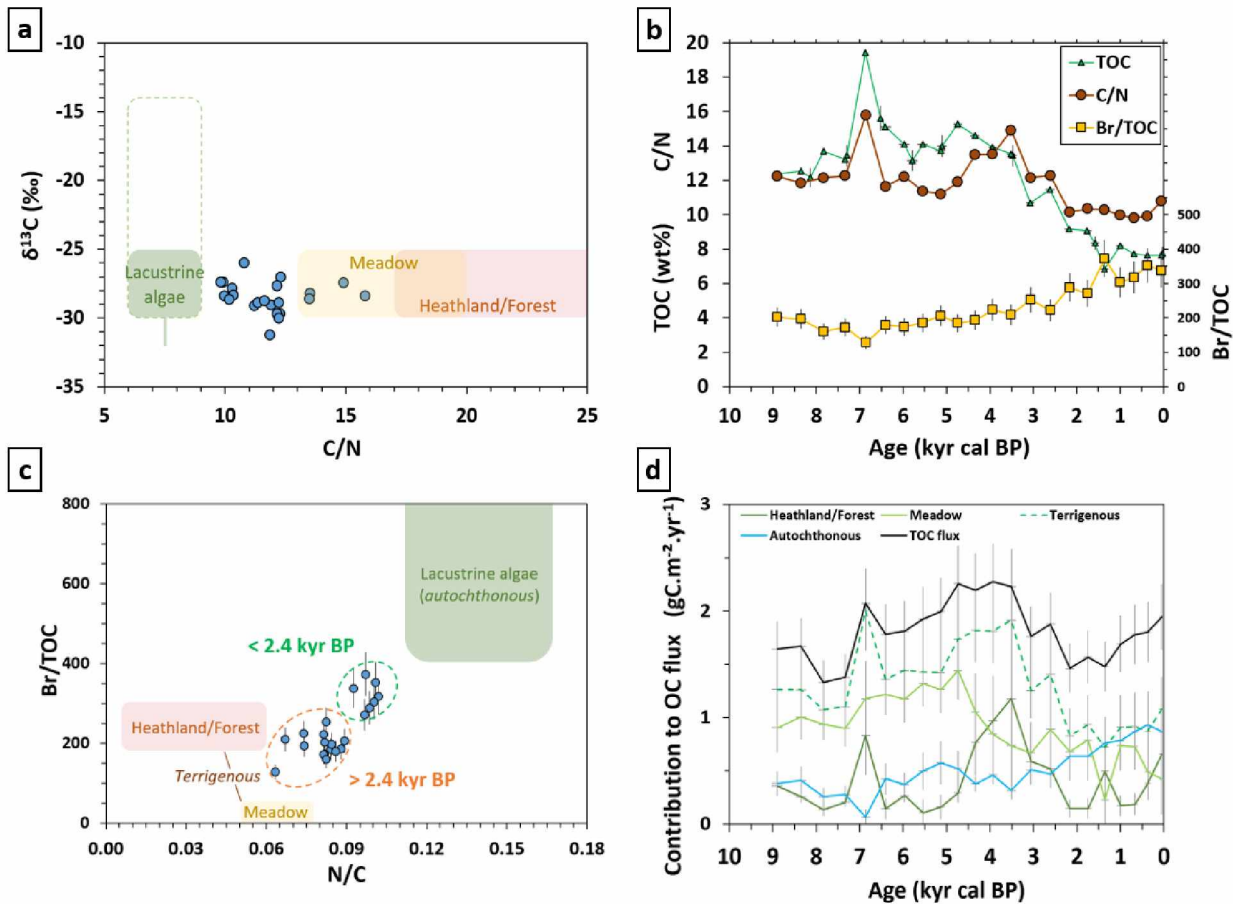 a
-10
-15
-20
-25
-30
-35
δ¹³C (‰)
Lacustrine
algae
Meadow
Heathland/Forest
5
10
15
20
25
C/N
b
20
18
16
14
12
10
8
6
4
2
0
TOC (wt%)
C/N
TOC
C/N
Br/TOC
500
400
300
200
100
0
Br/TOC
10
9
8
7
6
5
4
3
2
1
0
Age (kyr cal BP)
c
800
600
400
200
0
Br/TOC
Lacustrine algae
(autochthonous)
< 2.4 kyr BP
Heathland/Forest
Terrigenous
> 2.4 kyr BP
Meadow
0.00
0.03
0.06
0.09
0.12
0.15
0.18
N/C
d
3
2
1
0
Contribution to OC flux (gC.m⁻².yr⁻¹)
Heathland/Forest
Meadow
Terrigenous
Autochthonous
TOC flux
10
9
8
7
6
5
4
3
2
1
0
Age (kyr cal BP)